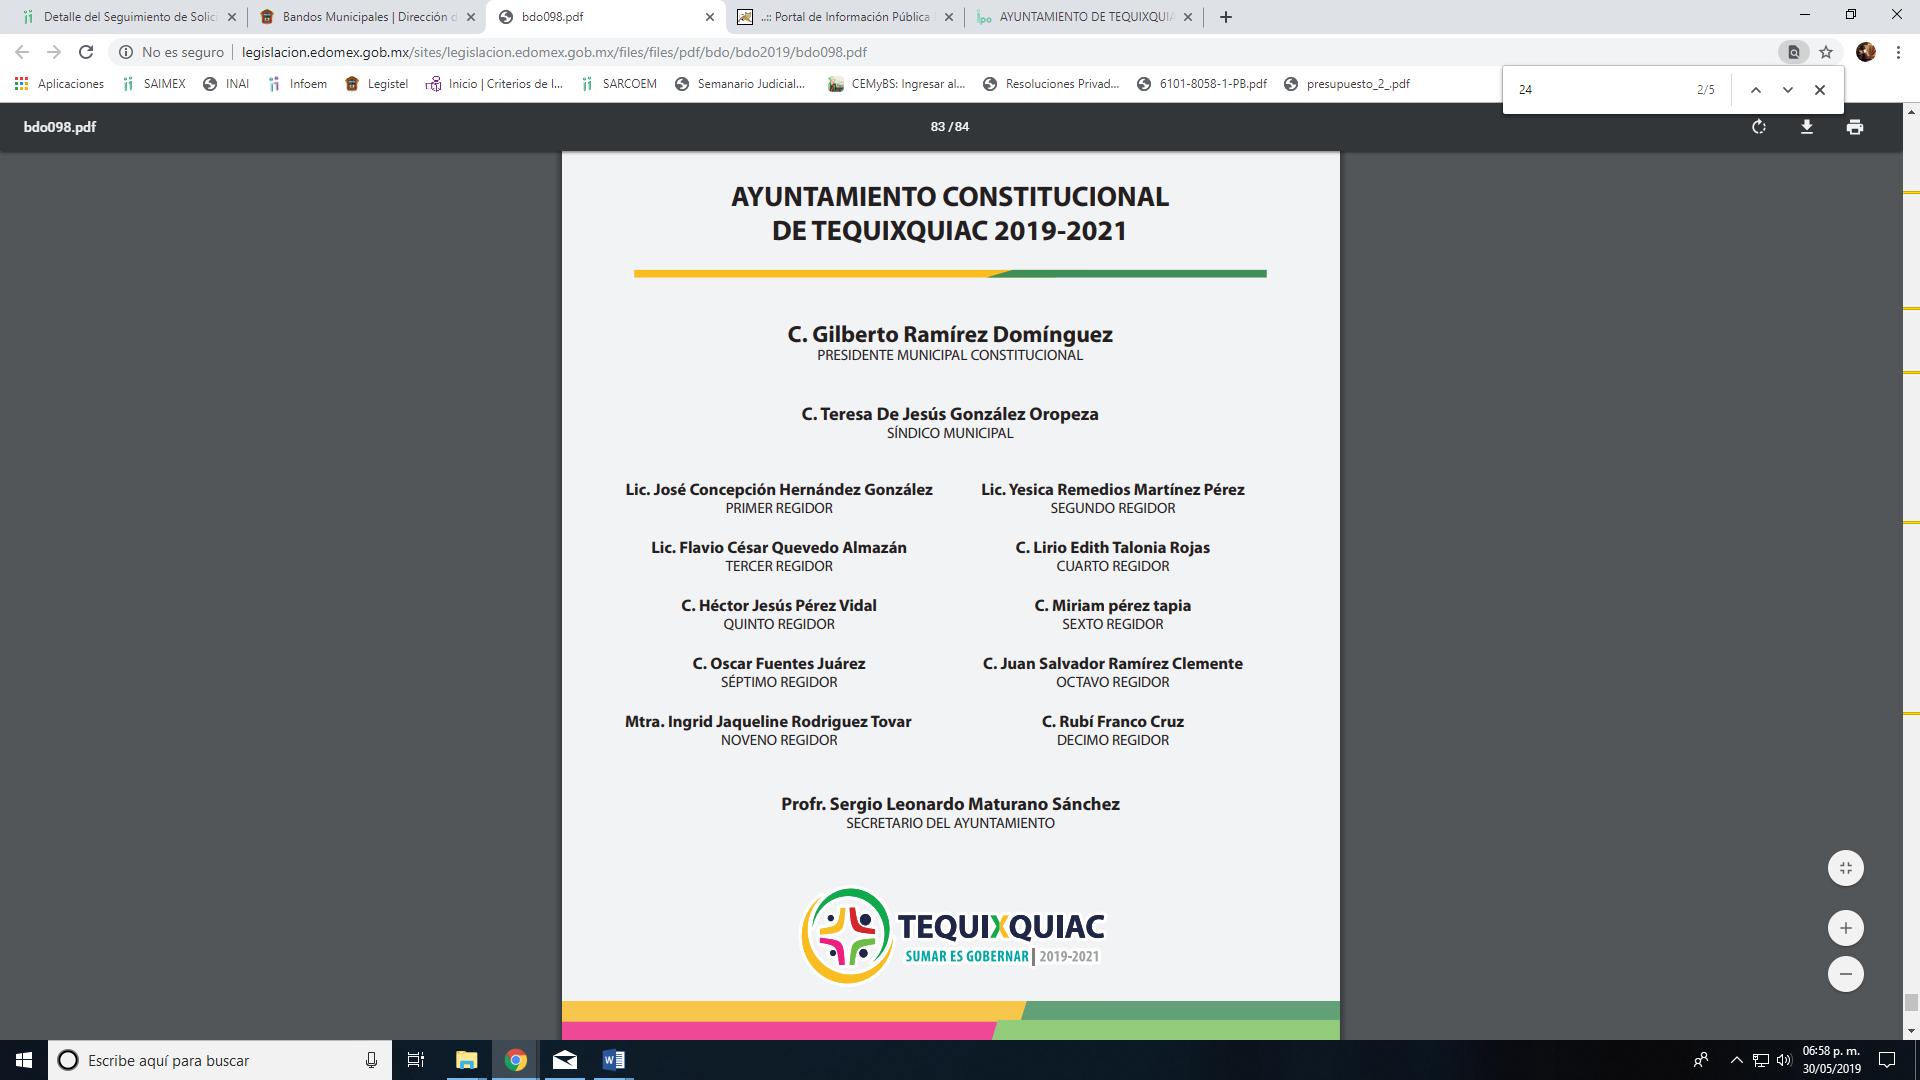 Detalle del Seguimiento de Solici
Bandos Municipales | Dirección d
bdo098.pdf
..:: Portal de Información Pública
ipo
AYUNTAMIENTO DE TEQUIXQUIA
No es seguro
legislacion.edomex.gob.mx/sites/legislacion.edomex.gob.mx/files/files/pdf/bdo/bdo2019/bdo098.pdf
Aplicaciones
SAIMEX
INAI
Infoem
Legistel
Inicio | Criterios de I...
SARCOEM
Semanario Judicial...
CEMyBS: Ingresar al...
Resoluciones Privad...
6101-8058-1-PB.pdf
presupuesto_2_.pdf
24
2/5
bdo098.pdf
83 / 84
AYUNTAMIENTO CONSTITUCIONAL
DE TEQUIXQUIAC 2019-2021
C. Gilberto Ramírez Domínguez
PRESIDENTE MUNICIPAL CONSTITUCIONAL
C. Teresa De Jesús González Oropeza
SÍNDICO MUNICIPAL
Lic. José Concepción Hernández González
PRIMER REGIDOR
Lic. Yesica Remedios Martínez Pérez
SEGUNDO REGIDOR
Lic. Flavio César Quevedo Almazán
TERCER REGIDOR
C. Lirio Edith Talonia Rojas
CUARTO REGIDOR
C. Héctor Jesús Pérez Vidal
QUINTO REGIDOR
C. Miriam pérez tapia
SEXTO REGIDOR
C. Oscar Fuentes Juárez
SÉPTIMO REGIDOR
C. Juan Salvador Ramírez Clemente
OCTAVO REGIDOR
Mtra. Ingrid Jaqueline Rodriguez Tovar
NOVENO REGIDOR
C. Rubí Franco Cruz
DECIMO REGIDOR
Profr. Sergio Leonardo Maturano Sánchez
SECRETARIO DEL AYUNTAMIENTO
TEQUIXQUIAC
SUMAR ES GOBERNAR | 2019-2021
Escribe aquí para buscar
06:58 p. m.
30/05/2019